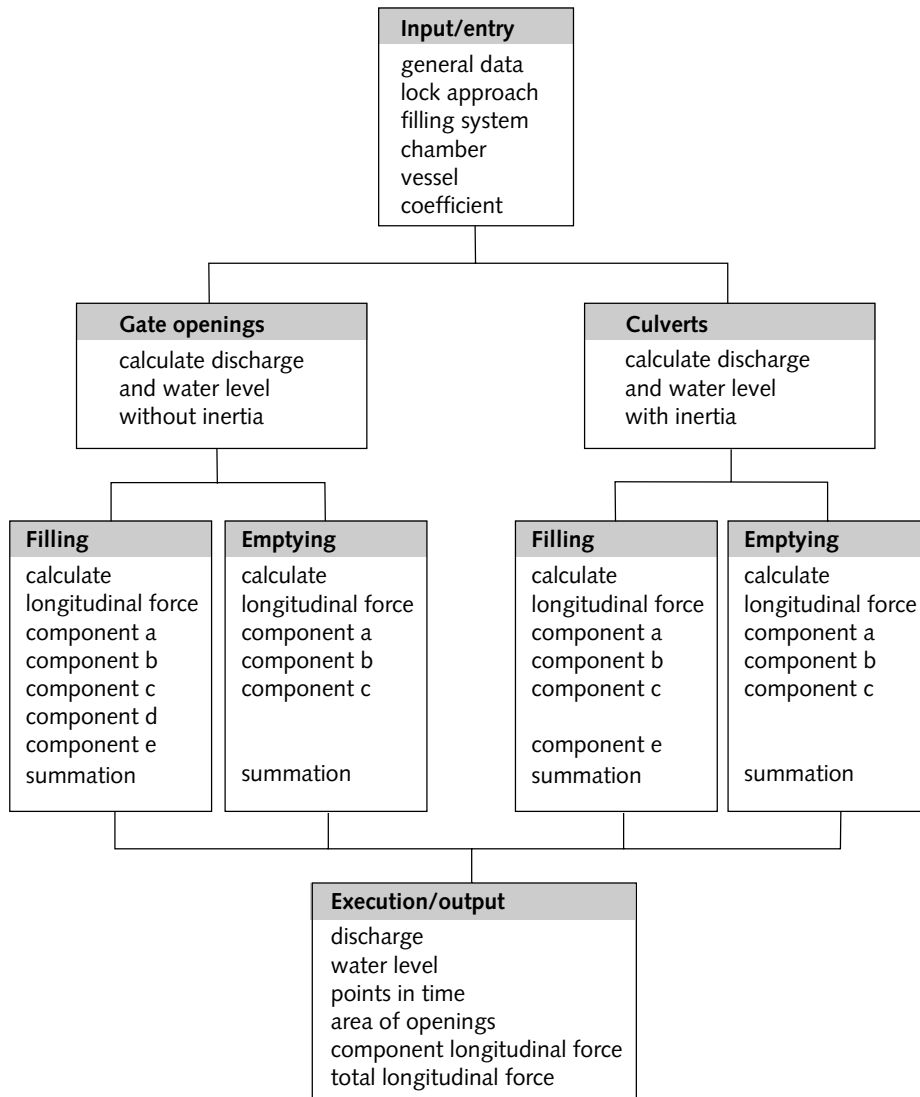 Input/entry
general data
lock approach
filling system
chamber
vessel
coefficient
Gate openings
calculate discharge
and water level
without inertia
Culverts
calculate discharge
and water level
with inertia
Filling
calculate
longitudinal force
component a
component b
component c
component d
component e
summation
Emptying
calculate
longitudinal force
component a
component b
component c
summation
Filling
calculate
longitudinal force
component a
component b
component c
component e
summation
Emptying
calculate
longitudinal force
component a
component b
component c
summation
Execution/output
discharge
water level
points in time
area of openings
component longitudinal force
total longitudinal force